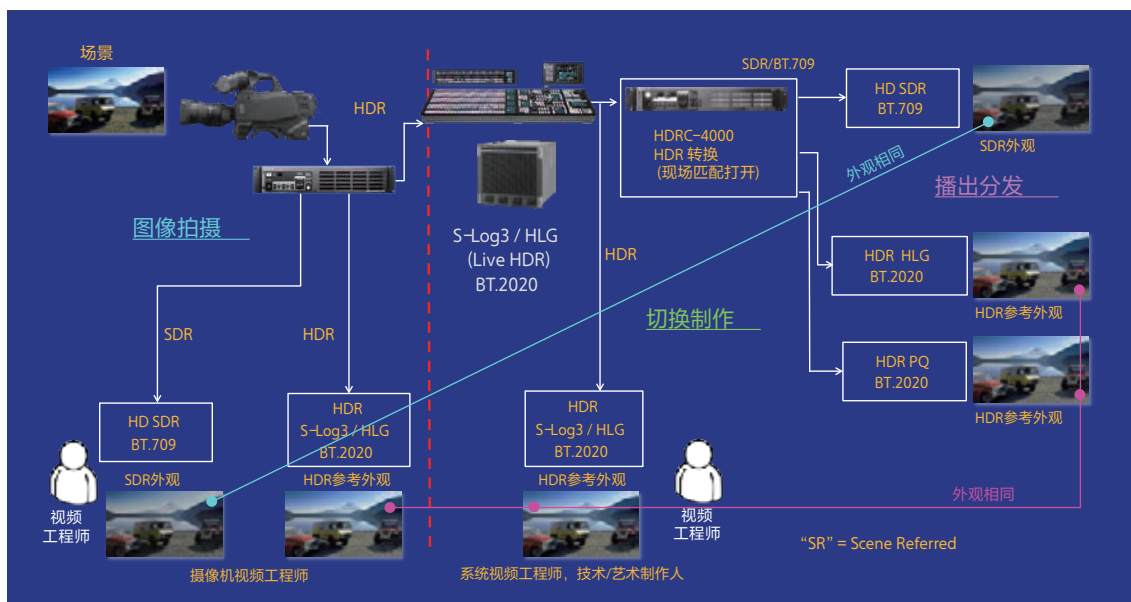 场景
HDR
SDR/BT.709
HDRC-4000
HDR 转换
(现场匹配打开)
HD SDR
BT.709
SDR外观
外观相同
播出分发
图像拍摄
S-Log3 / HLG
(Live HDR)
BT.2020
HDR
HDR HLG
BT.2020
HDR参考外观
切换制作
SDR
HDR
HDR PQ
BT.2020
HDR参考外观
HD SDR
BT.709
SDR外观
HDR
S-Log3 / HLG
BT.2020
HDR参考外观
HDR
S-Log3 / HLG
BT.2020
HDR参考外观
外观相同
视频
工程师
视频
工程师
“SR” = Scene Referred
摄像机视频工程师
系统视频工程师，技术/艺术制作人